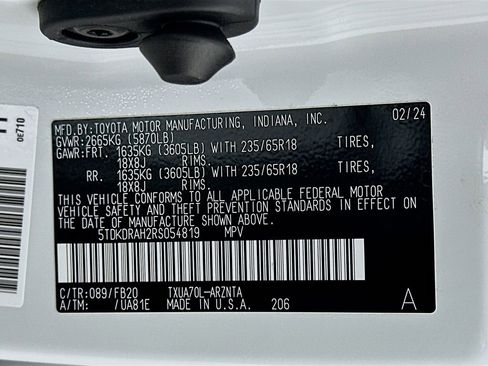 MFD.BY:TOYOTA MOTOR MANUFACTURING, INDIANA, INC. 02/24
GVWR:2665KG (5870LB)
GAWR:FRT. 1635KG (3605LB) WITH 235/65R18 TIRES,
18X8J RIMS.
RR. 1635KG (3605LB) WITH 235/65R18 TIRES,
18X8J RIMS.
THIS VEHICLE CONFORMS TO ALL APPLICABLE FEDERAL MOTOR
VEHICLE SAFETY AND THEFT PREVENTION STANDARDS IN EFFECT
ON THE DATE OF MANUFACTURE SHOWN ABOVE.
5TDKDRAH2RS054819 MPV
C/TR:089/FB20 TXUA70L-ARZNTA
A/TM: /UA81E MADE IN U.S.A. 206 A
0E710